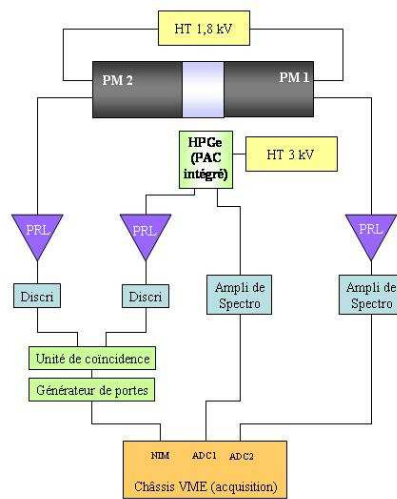 HT 1,8 kV
PM 2
PM 1
HPGe
(PAC
intégré)
HT 3 kV
PRL
PRL
PRL
Discri
Discri
Ampli de
Spectro
Ampli de
Spectro
Unité de coïncidence
Générateur de portes
NIM
ADC1
ADC2
Châssis VME (acquisition)